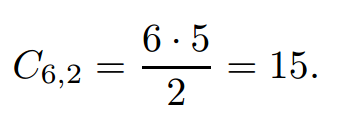 C_{6,2} = \frac{6 \cdot 5}{2} = 15.